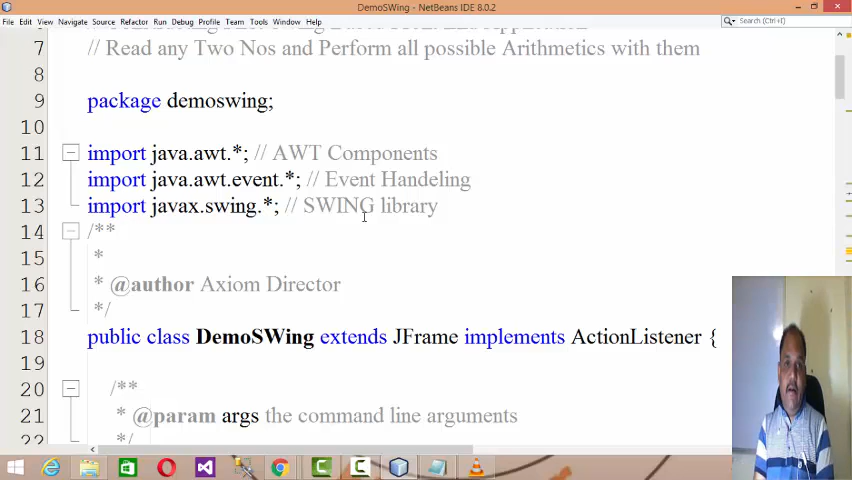 DemoSWing - NetBeans IDE 8.0.2
File Edit View Navigate Source Refactor Run Debug Profile Team Tools Window Help
Search (Ctrl+I)
7 // Read any Two Nos and Perform all possible Arithmetics with them
8
9 package demoswing;
10
11 import java.awt.*; // AWT Components
12 import java.awt.event.*; // Event Handeling
13 import javax.swing.*; // SWING library
14 /**
15 *
16 * @author Axiom Director
17 */
18 public class DemoSWing extends JFrame implements ActionListener {
19
20 /**
21 * @param args the command line arguments
22 */